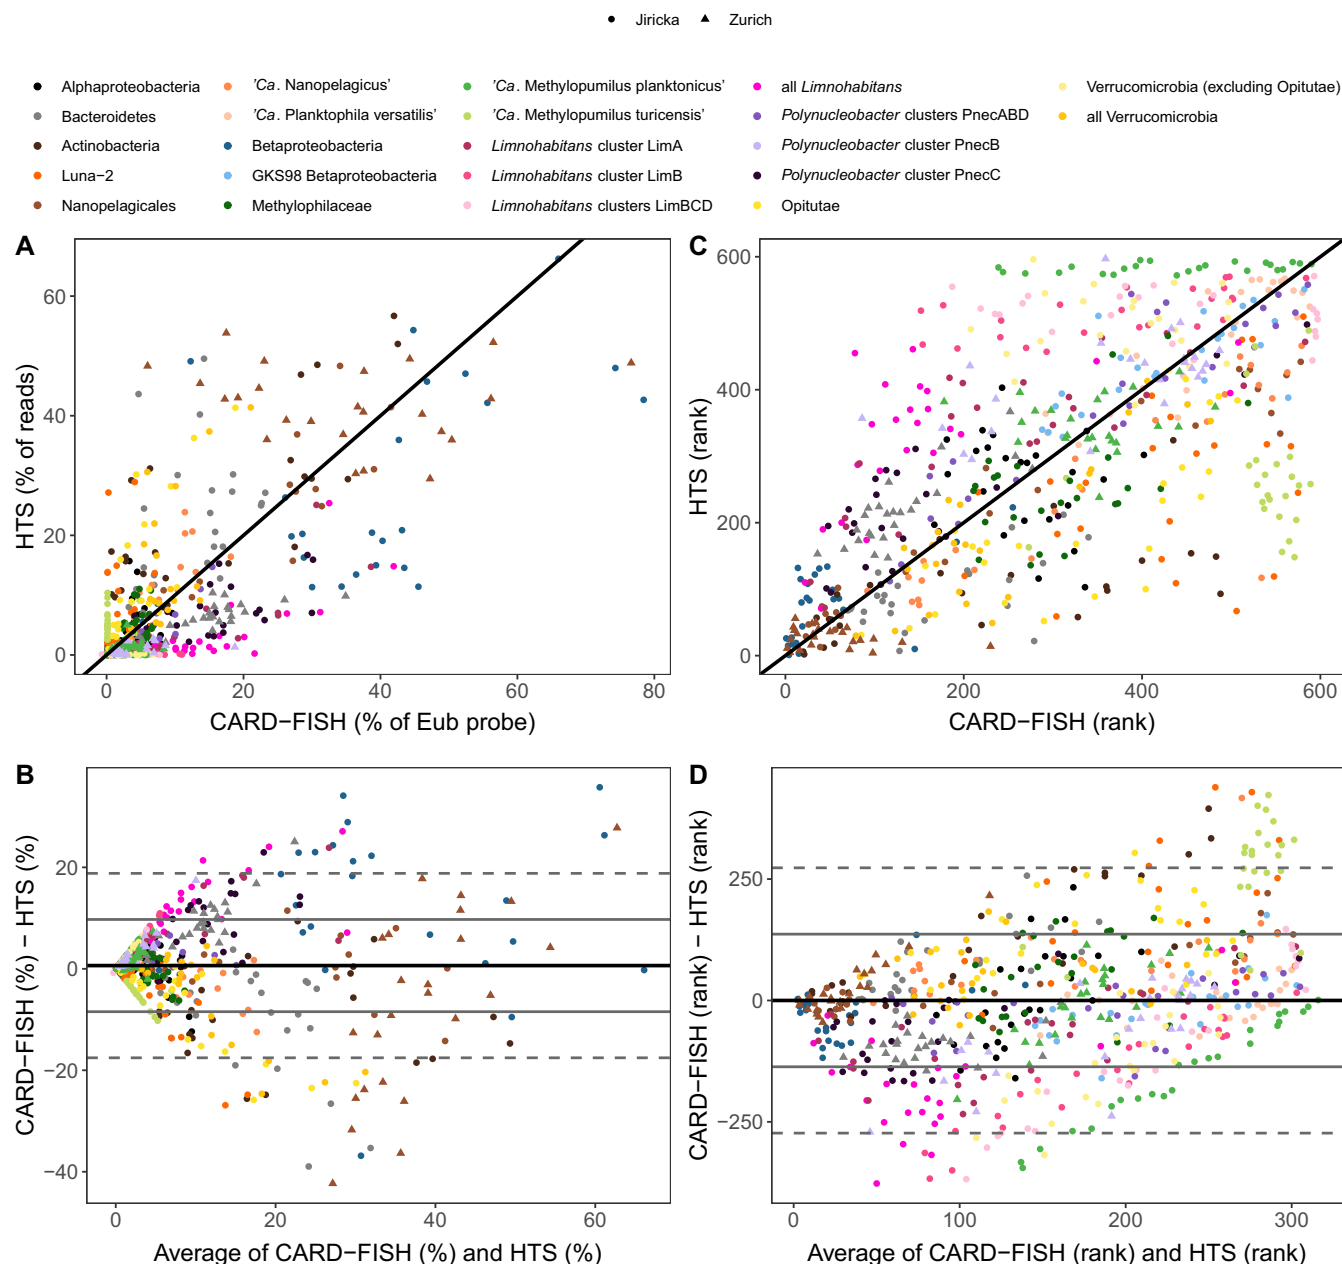 Jiricka Zurich
Alphaproteobacteria 'Ca. Nanopelagicus' 'Ca. Methylopumilus planktonicus' all Limnohabitans Verrucomicrobia (excluding Opitutae)
Bacteroidetes 'Ca. Planktophila versatilis' 'Ca. Methylopumilus turicensis' Polynucleobacter clusters PnecABD all Verrucomicrobia
Actinobacteria Betaproteobacteria Limnohabitans cluster LimA Polynucleobacter cluster PnecB
Luna−2 GKS98 Betaproteobacteria Limnohabitans cluster LimB Polynucleobacter cluster PnecC
Nanopelagicales Methylophilaceae Limnohabitans clusters LimBCD Opitutae
A
HTS (% of reads)
60
40
20
0
0 20 40 60 80
CARD−FISH (% of Eub probe)
C
HTS (rank)
600
400
200
0
0 200 400 600
CARD−FISH (rank)
B
CARD−FISH (%) − HTS (%)
20
0
−20
−40
0 20 40 60
Average of CARD−FISH (%) and HTS (%)
D
CARD−FISH (rank) − HTS (rank)
250
0
−250
0 100 200 300
Average of CARD−FISH (rank) and HTS (rank)